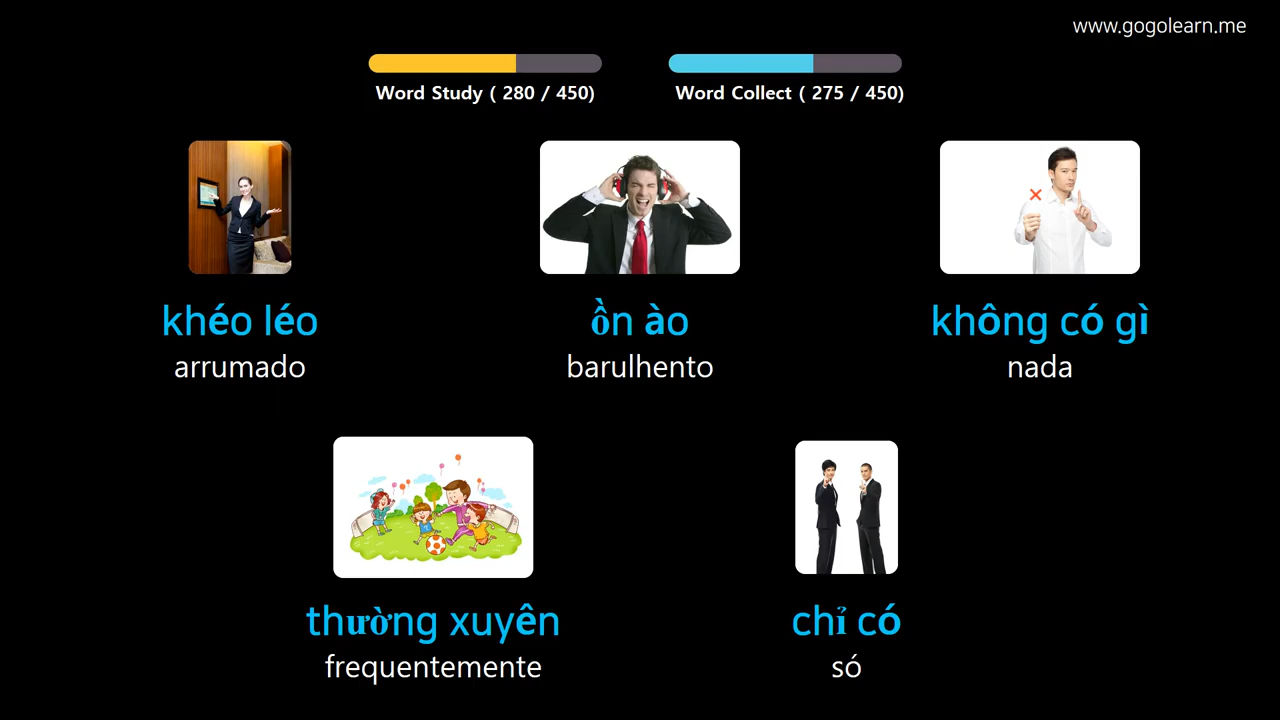 www.gogolearn.me
Word Study ( 280 / 450)
Word Collect ( 275 / 450)
khéo léo
arrumado
ồn ào
barulhento
không có gì
nada
thường xuyên
frequentemente
chỉ có
só